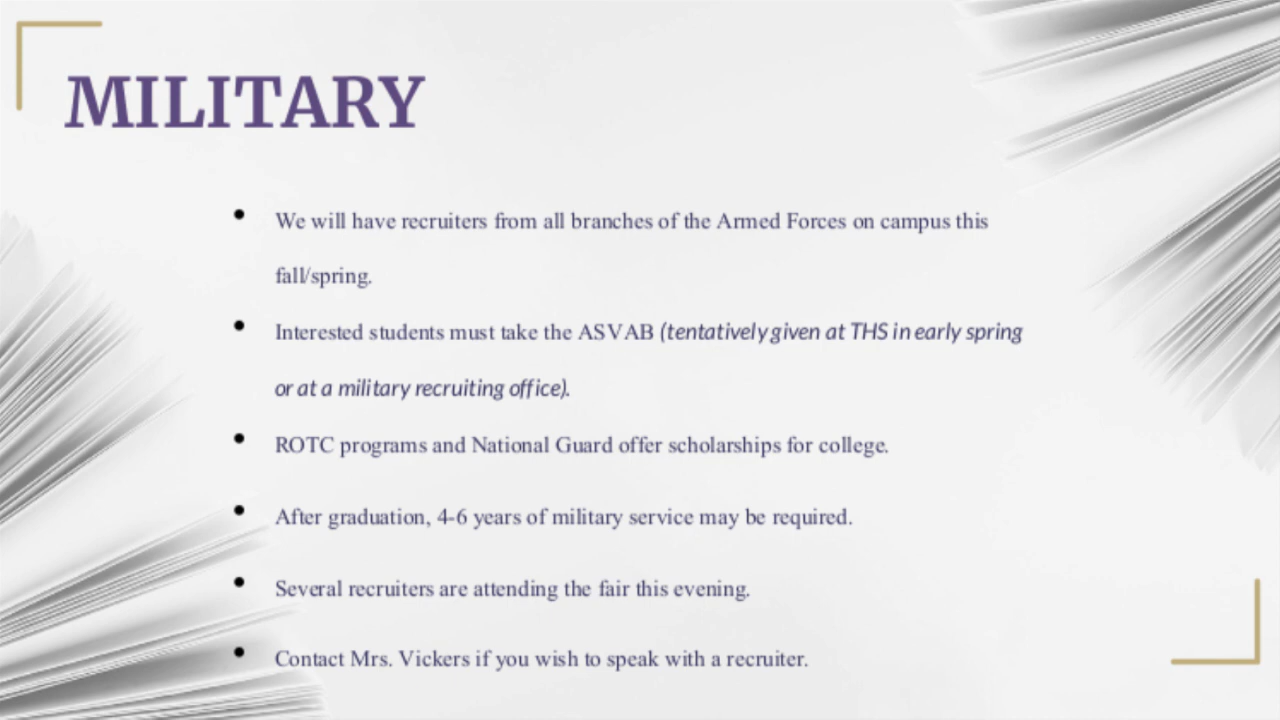 MILITARY
• We will have recruiters from all branches of the Armed Forces on campus this
fall/spring.
• Interested students must take the ASVAB (tentatively given at THS in early spring
or at a military recruiting office).
• ROTC programs and National Guard offer scholarships for college.
• After graduation, 4-6 years of military service may be required.
• Several recruiters are attending the fair this evening.
• Contact Mrs. Vickers if you wish to speak with a recruiter.